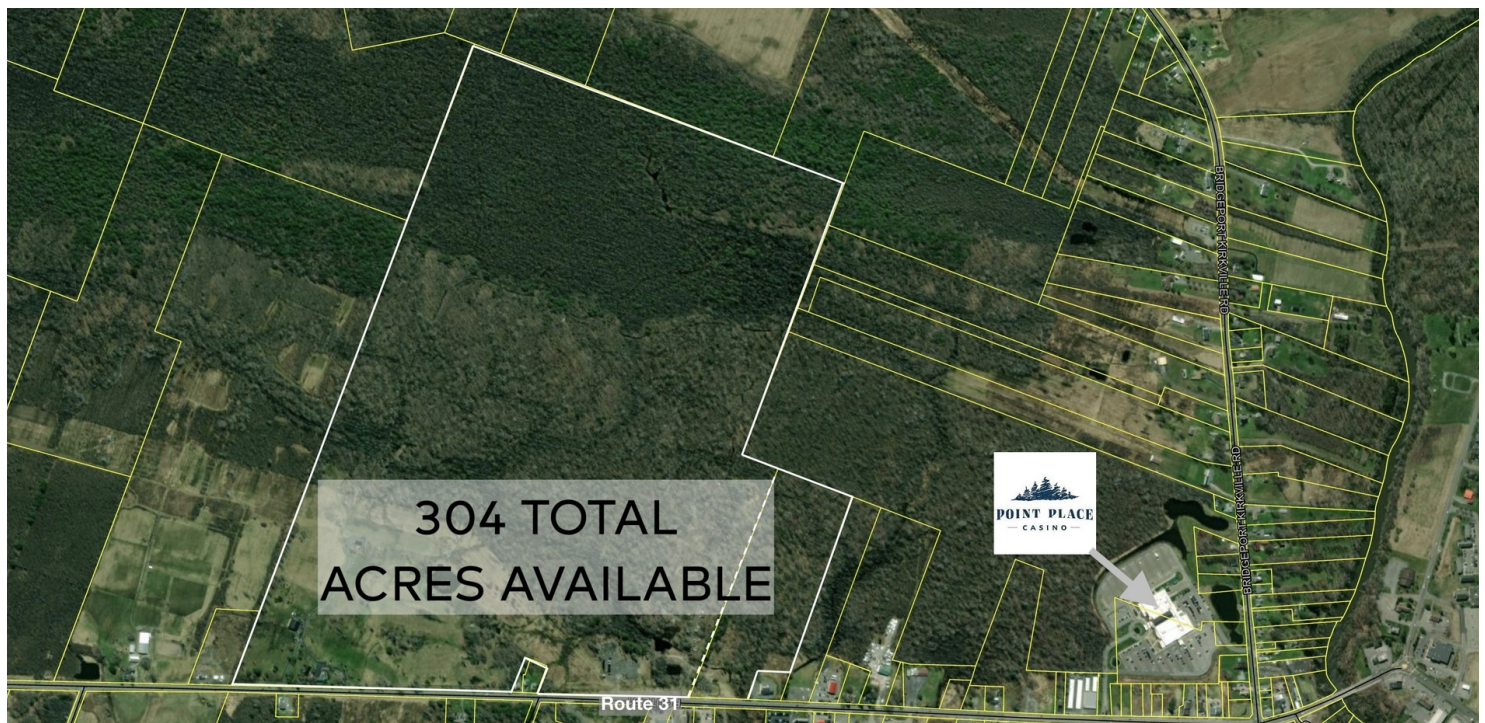 BRIDGEPORT-KIRKVILLE RD
BRIDGEPORT-KIRKVILLE RD
POINT PLACE
CASINO
304 TOTAL
ACRES AVAILABLE
Route 31